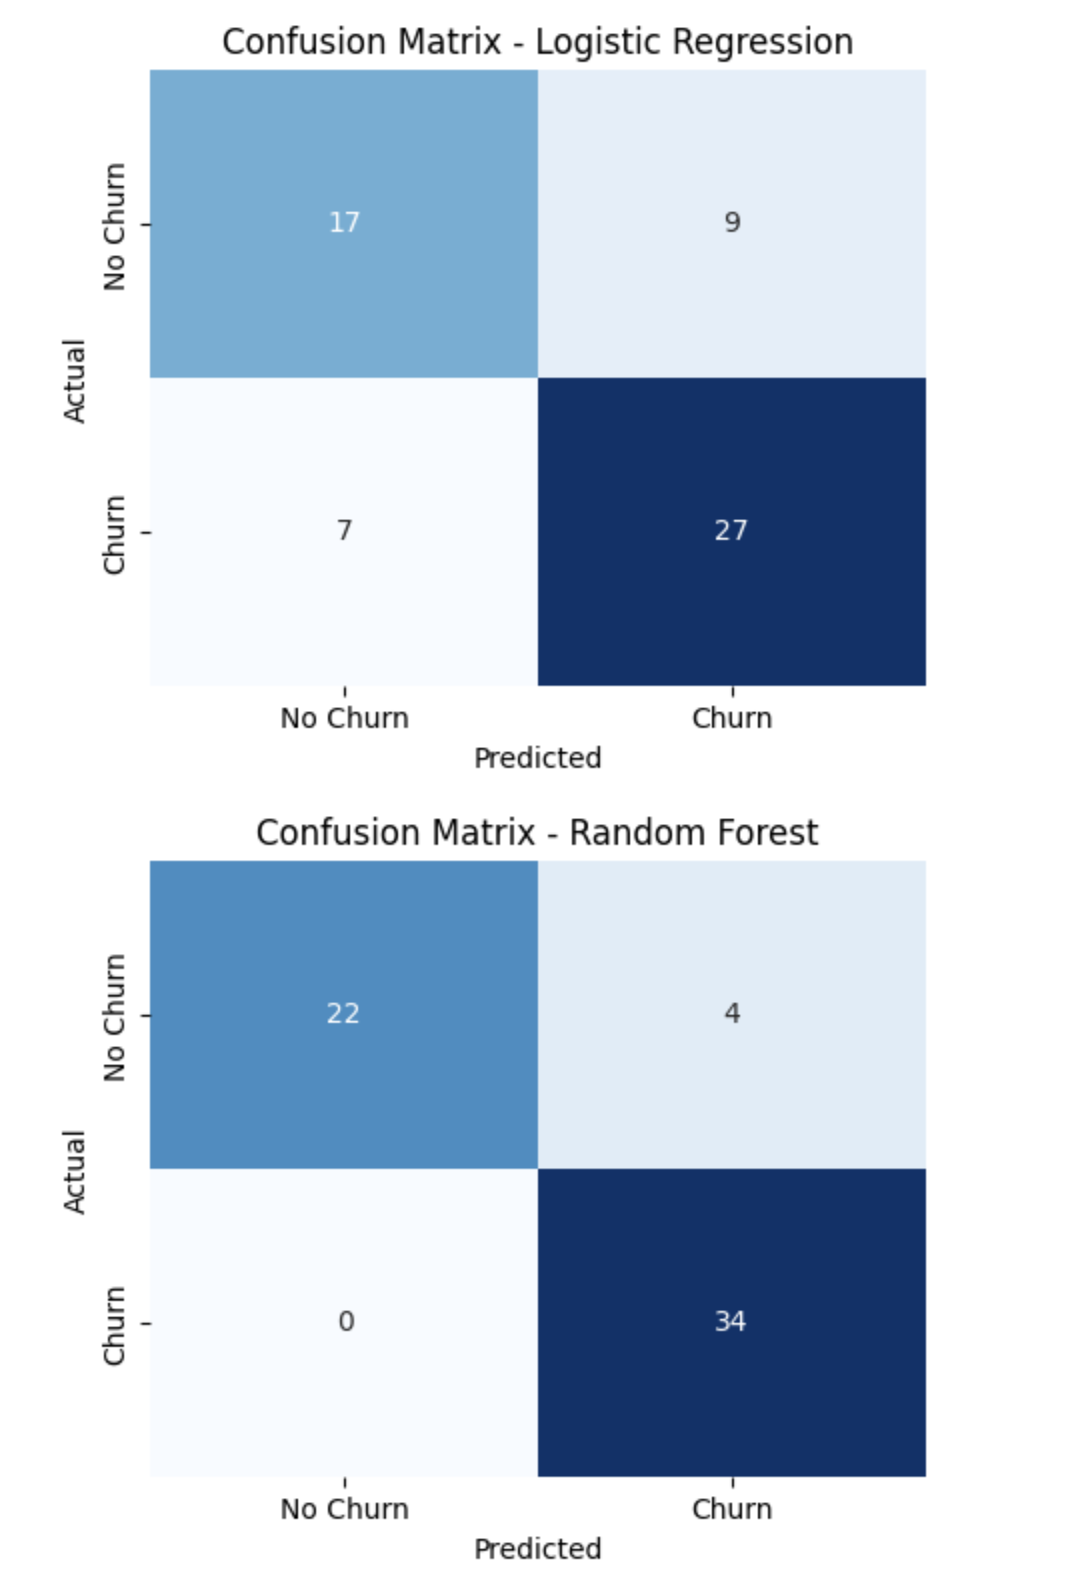 Confusion Matrix - Logistic Regression
No Churn
17
9
Actual
Churn
7
27
No Churn
Churn
Predicted
Confusion Matrix - Random Forest
No Churn
22
4
Actual
Churn
0
34
No Churn
Churn
Predicted